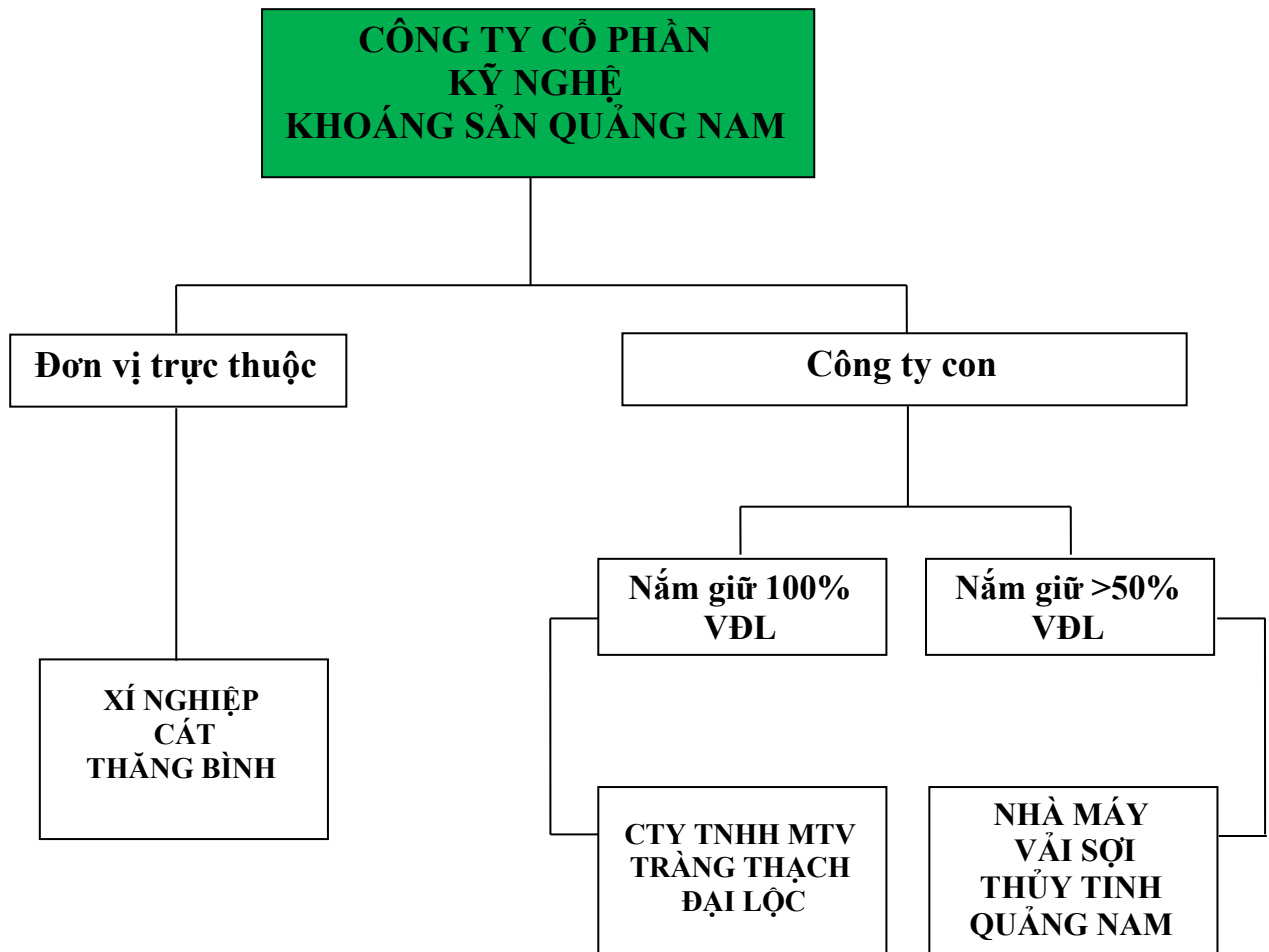 CÔNG TY CỔ PHẦN
KỸ NGHỆ
KHOÁNG SẢN QUẢNG NAM
Đơn vị trực thuộc
Công ty con
Nắm giữ 100%
VĐL
Nắm giữ >50%
VĐL
XÍ NGHIỆP
CÁT
THĂNG BÌNH
CTY TNHH MTV
TRÀNG THẠCH
ĐẠI LỘC
NHÀ MÁY
VẢI SỢI
THỦY TINH
QUẢNG NAM